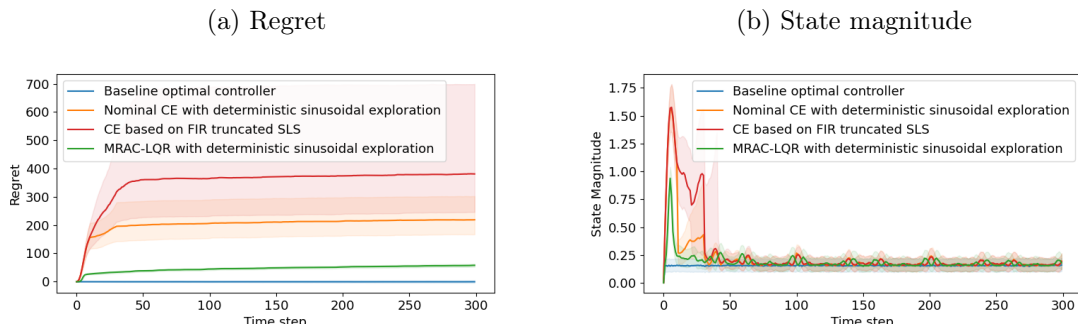 (a) Regret
700
600
500
400
300
200
100
0
Regret
Baseline optimal controller
Nominal CE with deterministic sinusoidal exploration
CE based on FIR truncated SLS
MRAC-LQR with deterministic sinusoidal exploration
0 50 100 150 200 250 300
Time step
(b) State magnitude
1.75
1.50
1.25
1.00
0.75
0.50
0.25
0.00
State Magnitude
Baseline optimal controller
Nominal CE with deterministic sinusoidal exploration
CE based on FIR truncated SLS
MRAC-LQR with deterministic sinusoidal exploration
0 50 100 150 200 250 300
Time step